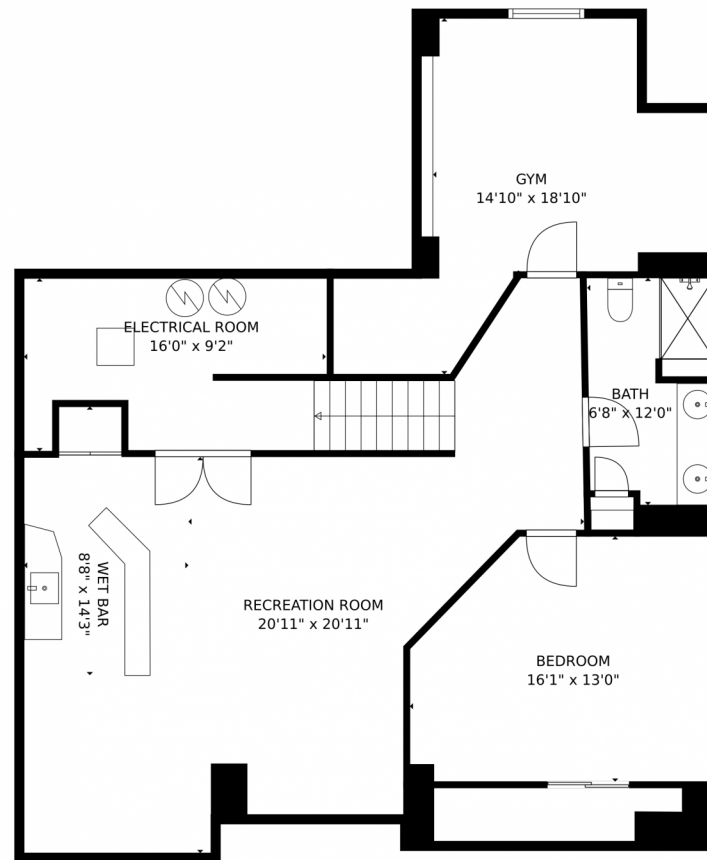 GYM
14'10" x 18'10"
ELECTRICAL ROOM
16'0" x 9'2"
BATH
6'8" x 12'0"
WET BAR
8'8" x 14'3"
RECREATION ROOM
20'11" x 20'11"
BEDROOM
16'1" x 13'0"